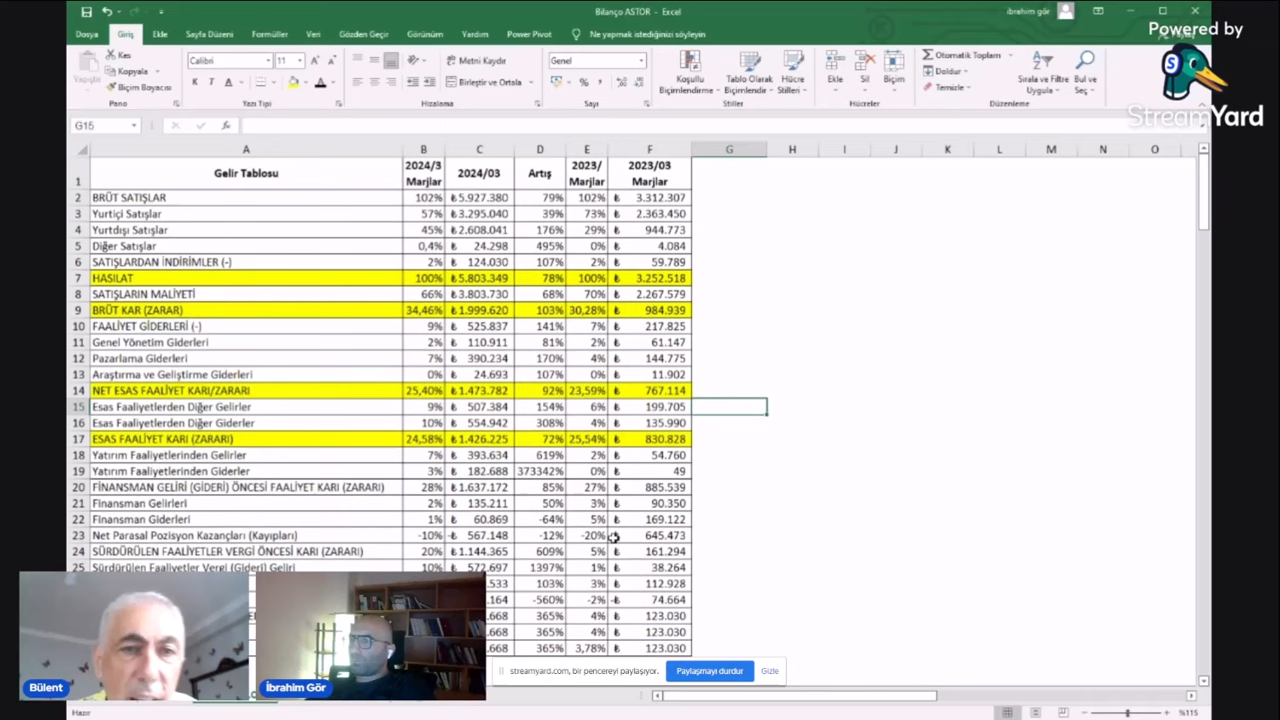 Bilanço ASTOR - Excel
ibrahim gör
Powered by
StreamYard
Dosya Giriş Ekle Sayfa Düzeni Formüller Veri Gözden Geçir Görünüm Yardım Power Pivot Ne yapmak istediğinizi söyleyin
Yapıştır
Kes
Kopyala
Biçim Boyacısı
Pano
Calibri 11
K T A
Yazı Tipi
Metni Kaydır
Birleştir ve Ortala
Hizalama
Genel
Sayı
Koşullu Biçimlendirme
Tablo Olarak Biçimlendir
Hücre Stilleri
Stiller
Ekle Sil Biçim
Hücreler
Otomatik Toplam
Doldur
Temizle
Sırala ve Filtre Uygula
Bul ve Seç
Düzenleme
G15 fx
A B C D E F G H I J K L M N O
1 Gelir Tablosu 2024/3 Marjlar 2024/03 Artış 2023/ Marjlar 2023/03 Marjlar
2 BRÜT SATIŞLAR 102% ₺5.927.380 79% 102% ₺ 3.312.307
3 Yurtiçi Satışlar 57% ₺3.295.040 39% 73% ₺ 2.363.450
4 Yurtdışı Satışlar 45% ₺2.608.041 176% 29% ₺ 944.773
5 Diğer Satışlar 0,4% ₺ 24.298 495% 0% ₺ 4.084
6 SATIŞLARDAN İNDİRİMLER (-) 2% ₺ 124.030 107% 2% ₺ 59.789
7 HASILAT 100% ₺5.803.349 78% 100% ₺ 3.252.518
8 SATIŞLARIN MALİYETİ 66% ₺3.803.730 68% 70% ₺ 2.267.579
9 BRÜT KAR (ZARAR) 34,46% ₺1.999.620 103% 30,28% ₺ 984.939
10 FAALİYET GİDERLERİ (-) 9% ₺ 525.837 141% 7% ₺ 217.825
11 Genel Yönetim Giderleri 2% ₺ 110.911 81% 2% ₺ 61.147
12 Pazarlama Giderleri 7% ₺ 390.234 170% 4% ₺ 144.775
13 Araştırma ve Geliştirme Giderleri 0% ₺ 24.693 107% 0% ₺ 11.902
14 NET ESAS FAALİYET KARI/ZARARI 25,40% ₺1.473.782 92% 23,59% ₺ 767.114
15 Esas Faaliyetlerden Diğer Gelirler 9% ₺ 507.384 154% 6% ₺ 199.705
16 Esas Faaliyetlerden Diğer Giderler 10% ₺ 554.942 308% 4% ₺ 135.990
17 ESAS FAALİYET KARI (ZARARI) 24,58% ₺1.426.225 72% 25,54% ₺ 830.828
18 Yatırım Faaliyetlerinden Gelirler 7% ₺ 393.634 619% 2% ₺ 54.760
19 Yatırım Faaliyetlerinden Giderler 3% ₺ 182.688 373342% 0% ₺ 49
20 FİNANSMAN GELİRİ (GİDERİ) ÖNCESİ FAALİYET KARI (ZARARI) 28% ₺1.637.172 85% 27% ₺ 885.539
21 Finansman Gelirleri 2% ₺ 135.211 50% 3% ₺ 90.350
22 Finansman Giderleri 1% ₺ 60.869 -64% 5% ₺ 169.122
23 Net Parasal Pozisyon Kazançları (Kayıpları) -10% -₺ 567.148 -12% -20% 645.473
24 SÜRDÜRÜLEN FAALİYETLER VERGİ ÖNCESİ KARI (ZARARI) 20% ₺1.144.365 609% 5% ₺ 161.294
25 Sürdürülen Faaliyetler Vergi (Gideri) Geliri 10% ₺ 572.697 1397% 1% ₺ 38.264
.533 103% 3% ₺ 112.928
.164 -560% -2% -₺ 74.664
.668 365% 4% ₺ 123.030
.668 365% 4% ₺ 123.030
.668 365% 3,78% ₺ 123.030
Bülent
İbrahim Gör
streamyard.com, bir pencereyi paylaşıyor.
Paylaşmayı durdur
Gizle
Hazır
%115